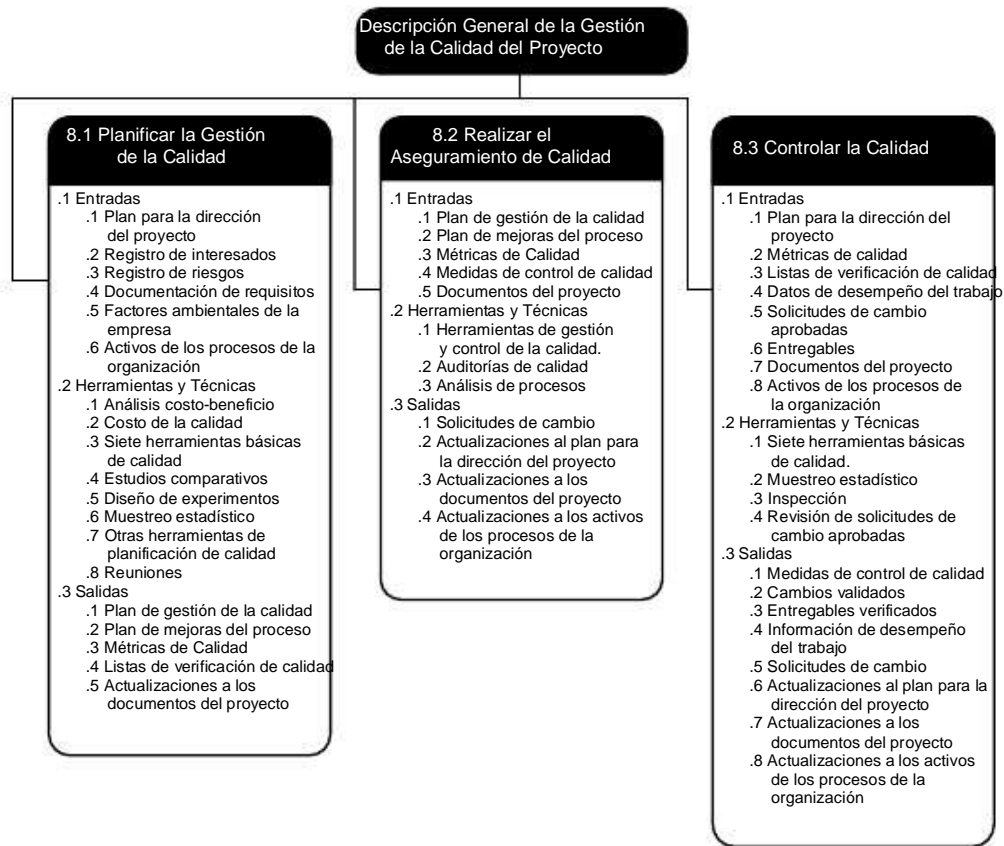 Descripción General de la Gestión
de la Calidad del Proyecto
8.1 Planificar la Gestión
de la Calidad
.1 Entradas
.1 Plan para la dirección
del proyecto
.2 Registro de interesados
.3 Registro de riesgos
.4 Documentación de requisitos
.5 Factores ambientales de la
empresa
.6 Activos de los procesos de la
organización
.2 Herramientas y Técnicas
.1 Análisis costo-beneficio
.2 Costo de la calidad
.3 Siete herramientas básicas
de calidad
.4 Estudios comparativos
.5 Diseño de experimentos
.6 Muestreo estadístico
.7 Otras herramientas de
planificación de calidad
.8 Reuniones
.3 Salidas
.1 Plan de gestión de la calidad
.2 Plan de mejoras del proceso
.3 Métricas de Calidad
.4 Listas de verificación de calidad
.5 Actualizaciones a los
documentos del proyecto
8.2 Realizar el
Aseguramiento de Calidad
.1 Entradas
.1 Plan de gestión de la calidad
.2 Plan de mejoras del proceso
.3 Métricas de Calidad
.4 Medidas de control de calidad
.5 Documentos del proyecto
.2 Herramientas y Técnicas
.1 Herramientas de gestión
y control de la calidad.
.2 Auditorías de calidad
.3 Análisis de procesos
.3 Salidas
.1 Solicitudes de cambio
.2 Actualizaciones al plan para
la dirección del proyecto
.3 Actualizaciones a los
documentos del proyecto
.4 Actualizaciones a los activos
de los procesos de la
organización
8.3 Controlar la Calidad
.1 Entradas
.1 Plan para la dirección del
proyecto
.2 Métricas de calidad
.3 Listas de verificación de calidad
.4 Datos de desempeño del trabajo
.5 Solicitudes de cambio
aprobadas
.6 Entregables
.7 Documentos del proyecto
.8 Activos de los procesos de
la organización
.2 Herramientas y Técnicas
.1 Siete herramientas básicas
de calidad.
.2 Muestreo estadístico
.3 Inspección
.4 Revisión de solicitudes de
cambio aprobadas
.3 Salidas
.1 Medidas de control de calidad
.2 Cambios validados
.3 Entregables verificados
.4 Información de desempeño
del trabajo
.5 Solicitudes de cambio
.6 Actualizaciones al plan para la
dirección del proyecto
.7 Actualizaciones a los
documentos del proyecto
.8 Actualizaciones a los activos
de los procesos de la
organización